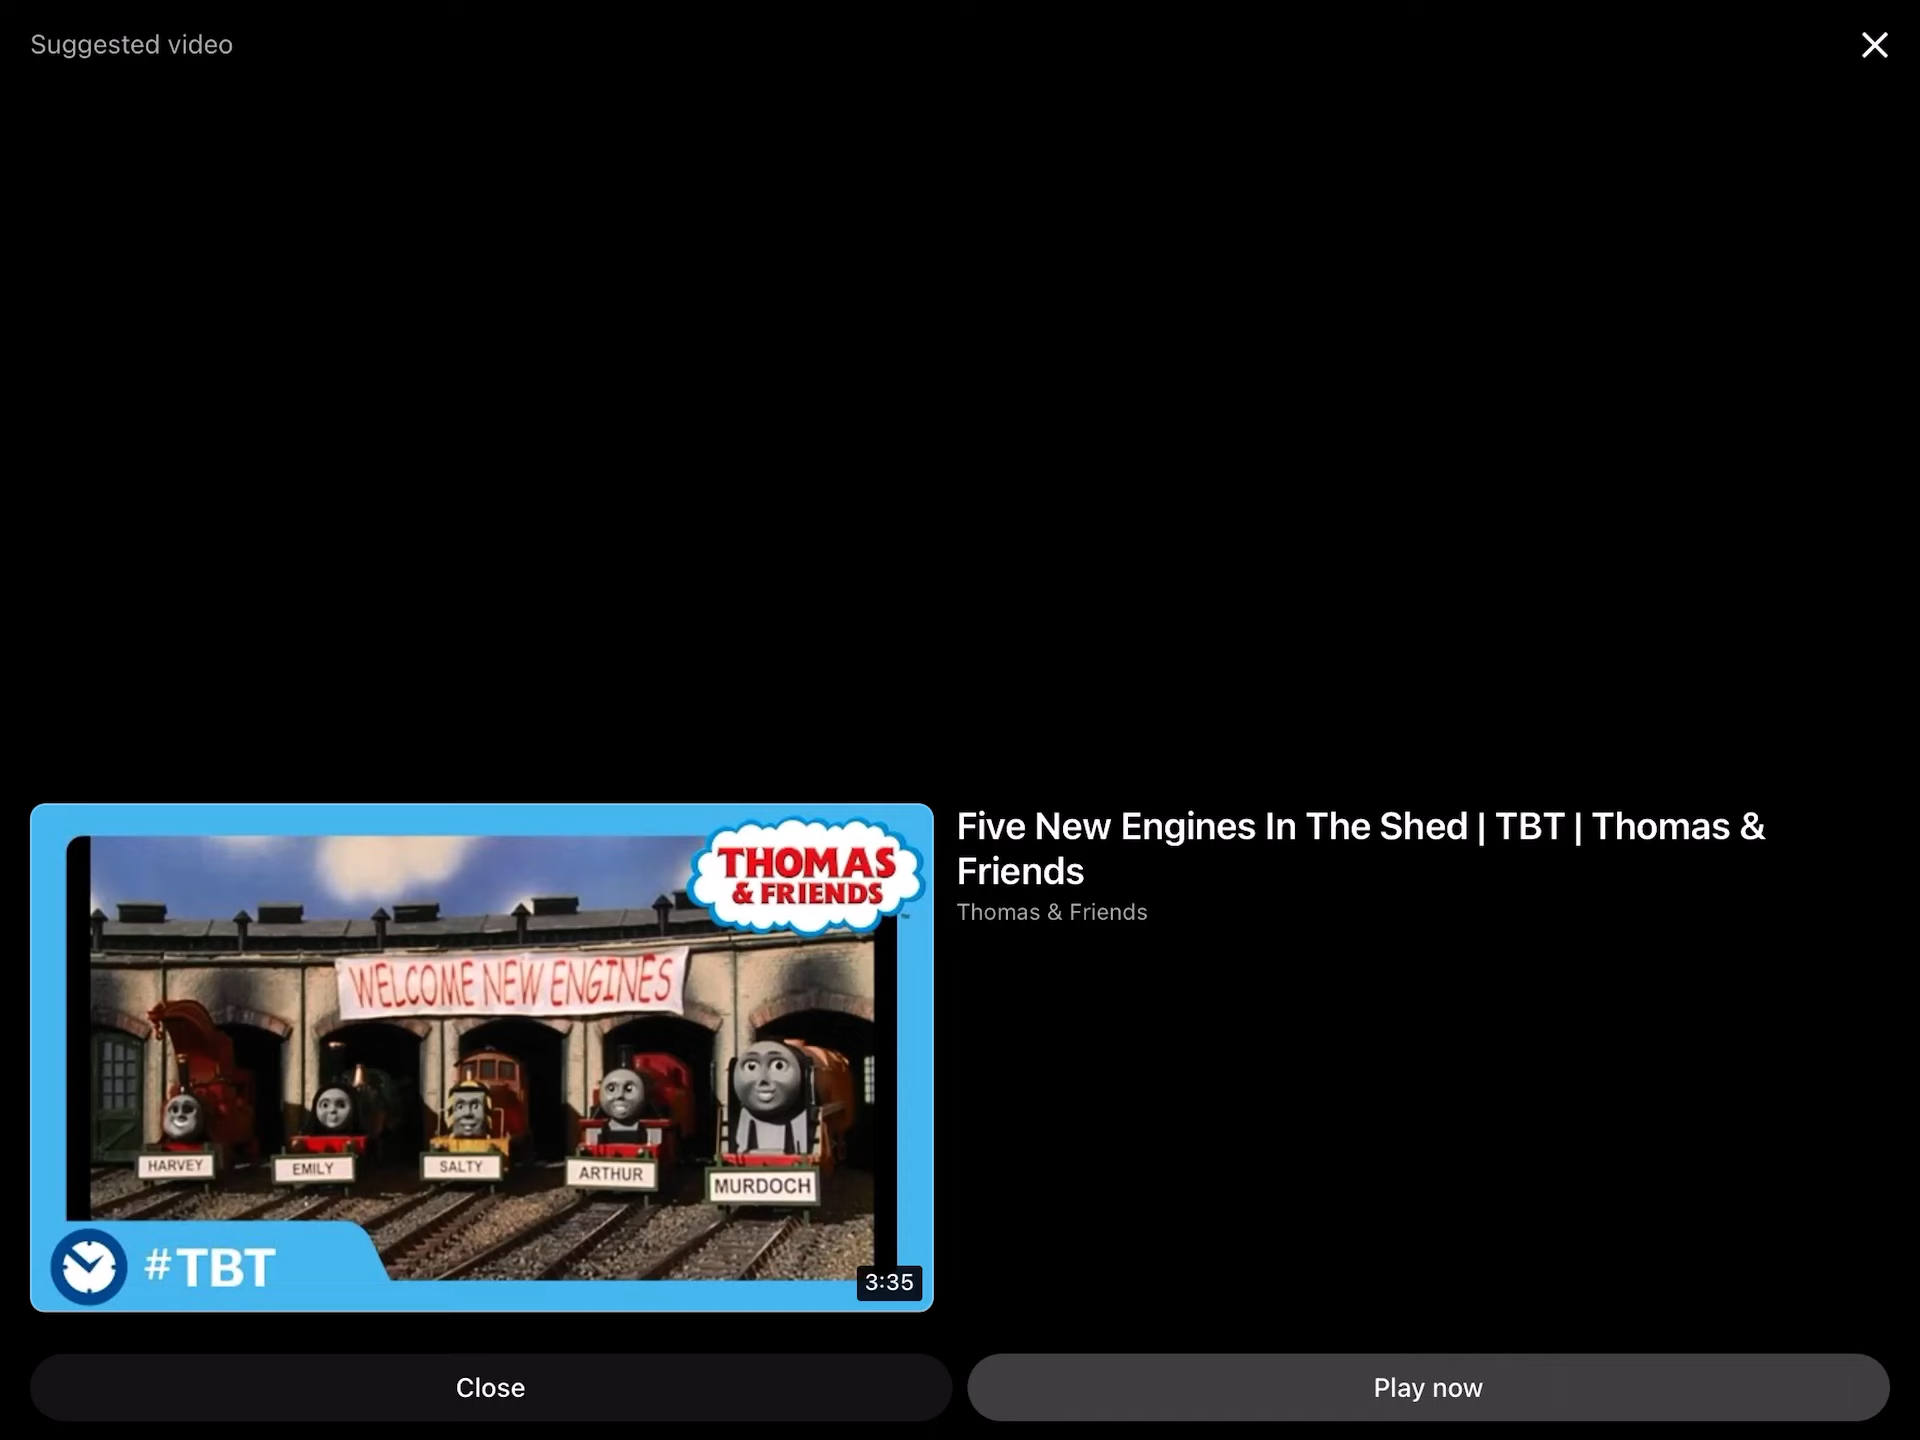 Suggested video
THOMAS
& FRIENDS
™
WELCOME NEW ENGINES
HARVEY
EMILY
SALTY
ARTHUR
MURDOCH
#TBT
3:35
Five New Engines In The Shed | TBT | Thomas &
Friends
Thomas & Friends
Close
Play now